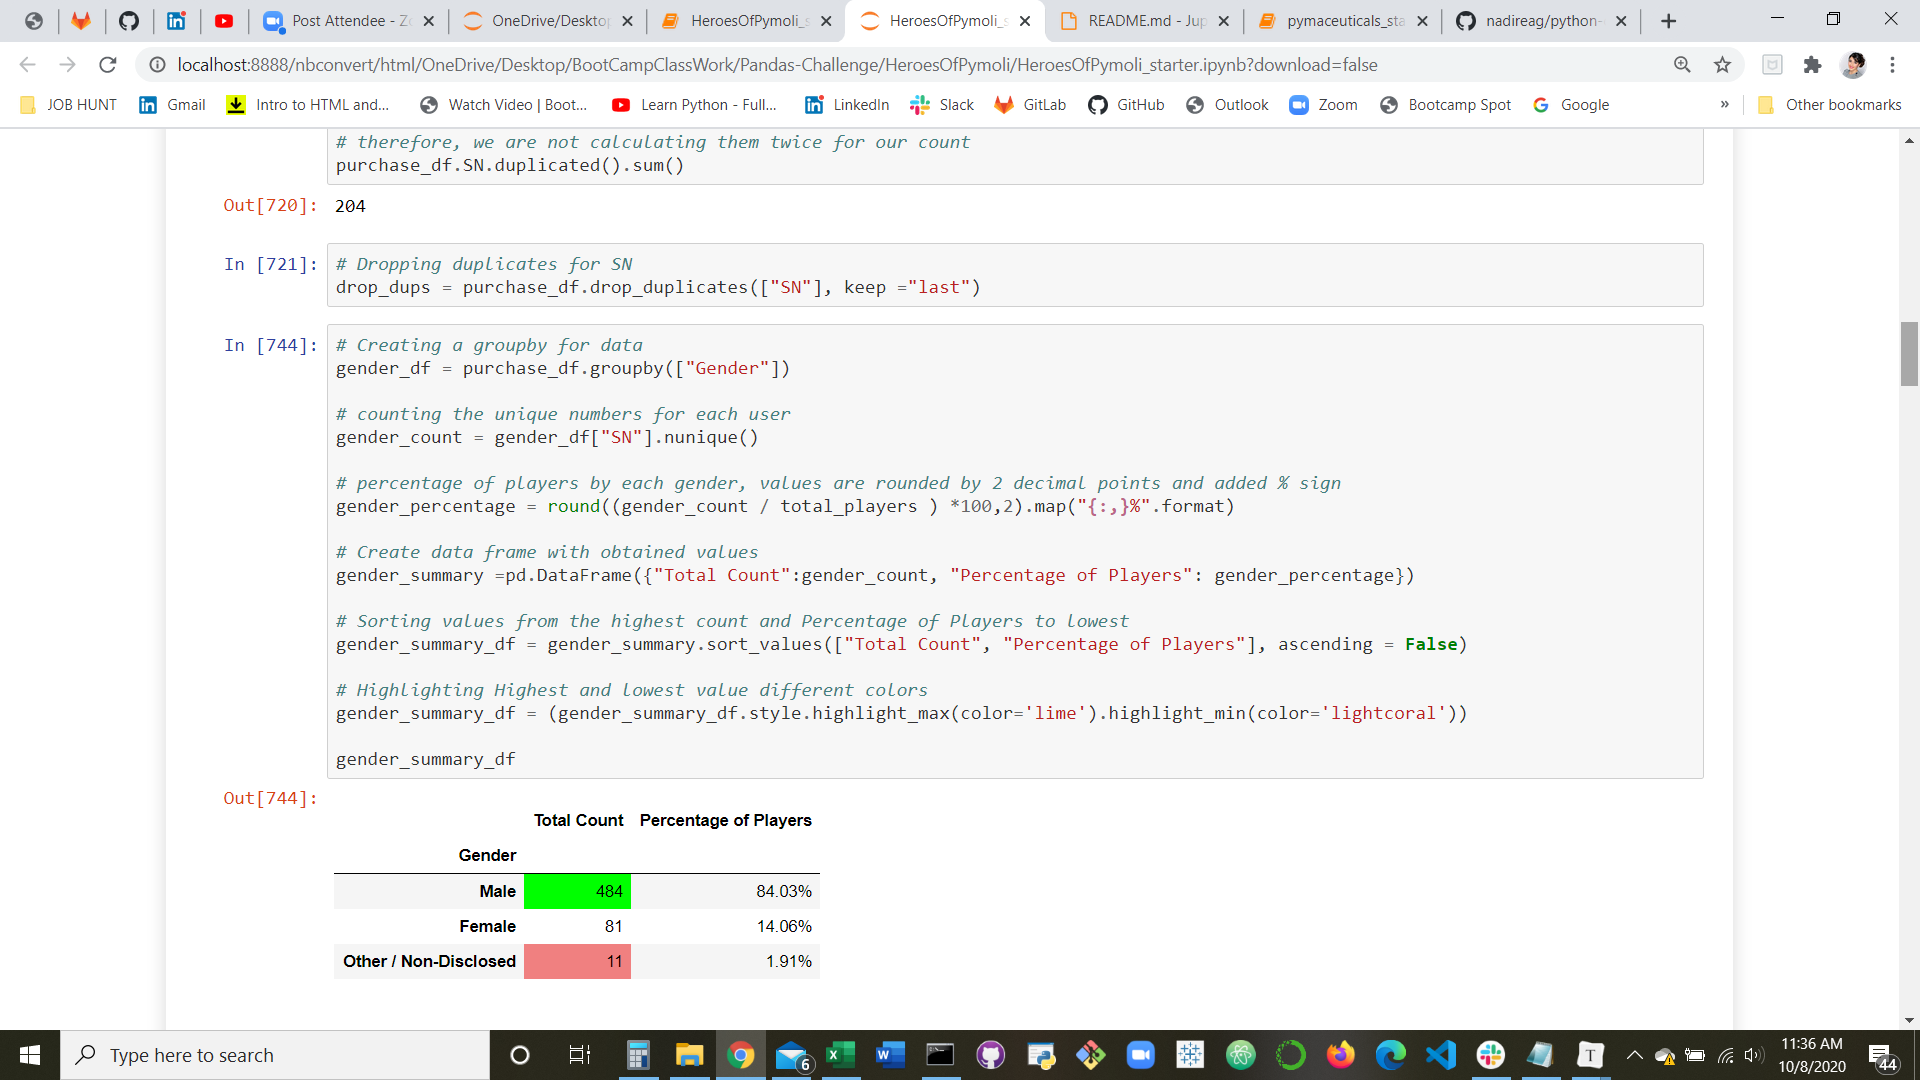 Post Attendee - Zo
OneDrive/Deskto
HeroesOfPymoli_s
HeroesOfPymoli_s
README.md - Jup
pymaceuticals_sta
nadireag/python-
localhost:8888/nbconvert/html/OneDrive/Desktop/BootCampClassWork/Pandas-Challenge/HeroesOfPymoli/HeroesOfPymoli_starter.ipynb?download=false
JOB HUNT
Gmail
Intro to HTML and...
Watch Video | Boot...
Learn Python - Full...
LinkedIn
Slack
GitLab
GitHub
Outlook
Zoom
Bootcamp Spot
Google
»
Other bookmarks
# therefore, we are not calculating them twice for our count
purchase_df.SN.duplicated().sum()
Out[720]: 204
In [721]: # Dropping duplicates for SN
drop_dups = purchase_df.drop_duplicates(["SN"], keep ="last")
In [744]: # Creating a groupby for data
gender_df = purchase_df.groupby(["Gender"])
# counting the unique numbers for each user
gender_count = gender_df["SN"].nunique()
# percentage of players by each gender, values are rounded by 2 decimal points and added % sign
gender_percentage = round((gender_count / total_players ) *100,2).map("{:,}%".format)
# Create data frame with obtained values
gender_summary =pd.DataFrame({"Total Count":gender_count, "Percentage of Players": gender_percentage})
# Sorting values from the highest count and Percentage of Players to lowest
gender_summary_df = gender_summary.sort_values(["Total Count", "Percentage of Players"], ascending = False)
# Highlighting Highest and lowest value different colors
gender_summary_df = (gender_summary_df.style.highlight_max(color='lime').highlight_min(color='lightcoral'))
gender_summary_df
Out[744]:
Total Count Percentage of Players
Gender
Male 484 84.03%
Female 81 14.06%
Other / Non-Disclosed 11 1.91%
Type here to search
6
T
11:36 AM
10/8/2020
44